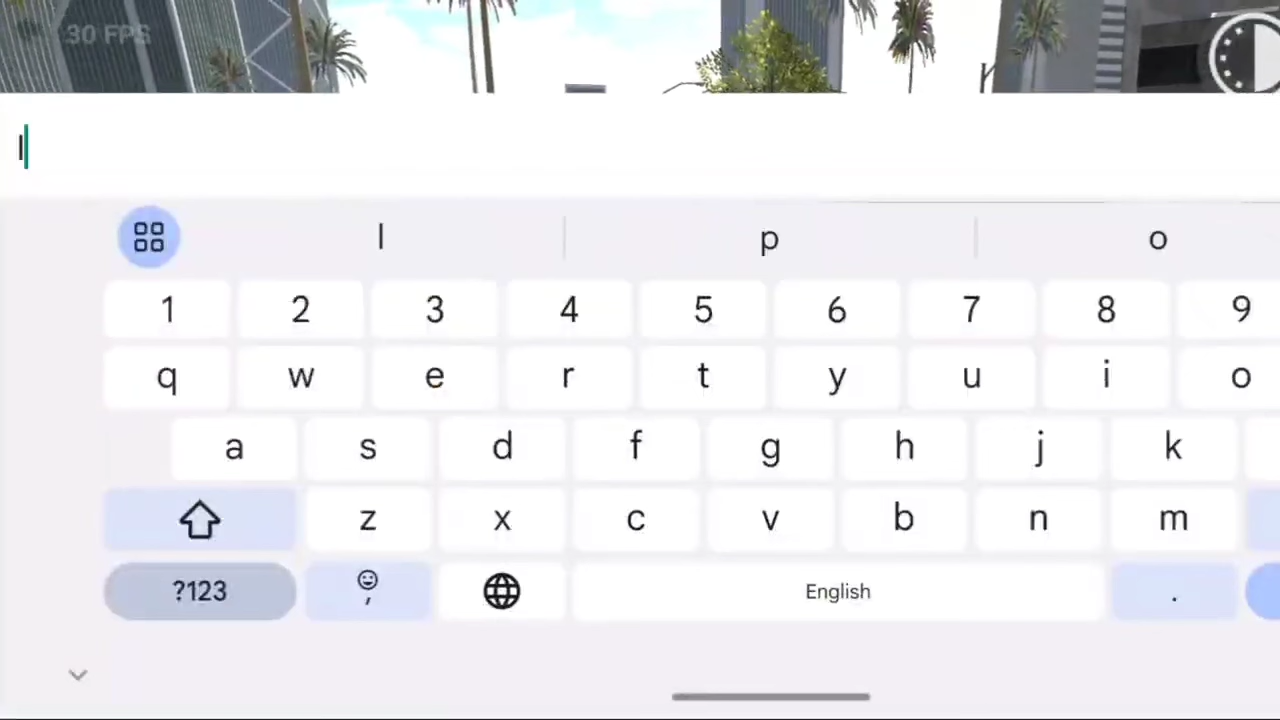 30 FPS
l
l p o
1 2 3 4 5 6 7 8 9
q w e r t y u i o
a s d f g h j k
z x c v b n m
?123 , English .